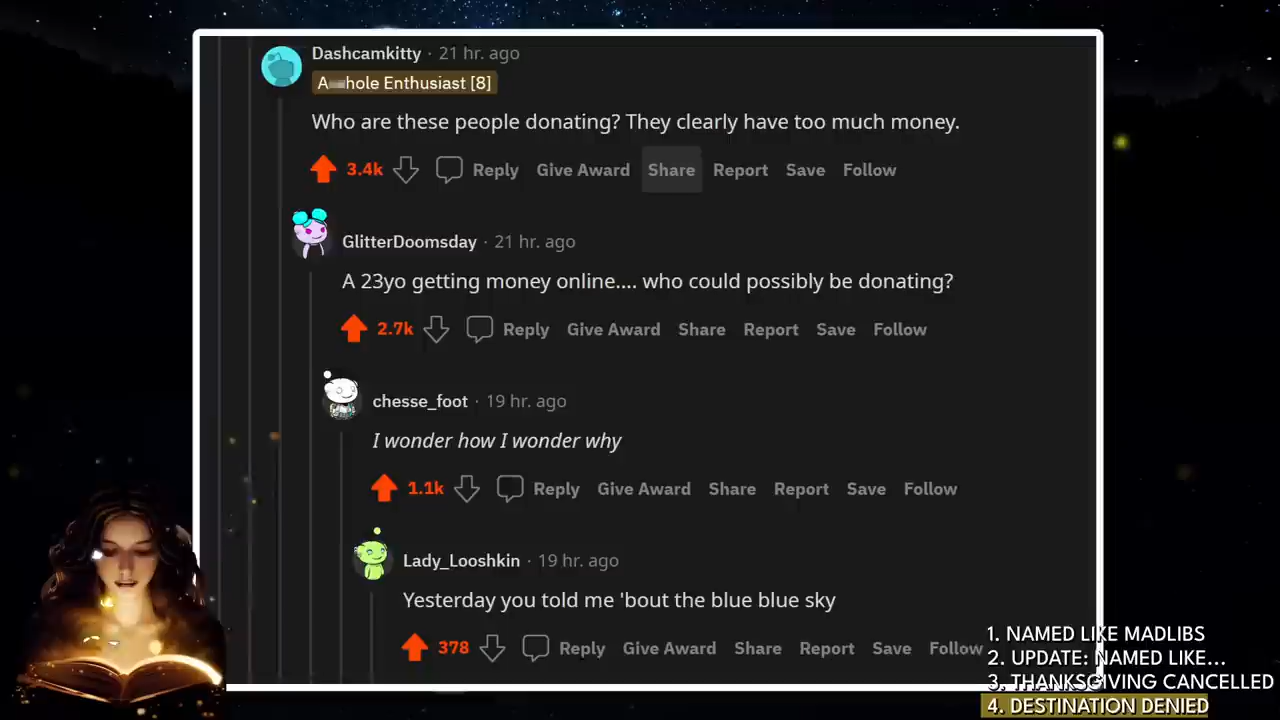 Dashcamkitty · 21 hr. ago
A hole Enthusiast [8]
Who are these people donating? They clearly have too much money.
3.4k Reply Give Award Share Report Save Follow
GlitterDoomsday · 21 hr. ago
A 23yo getting money online.... who could possibly be donating?
2.7k Reply Give Award Share Report Save Follow
chesse_foot · 19 hr. ago
I wonder how I wonder why
1.1k Reply Give Award Share Report Save Follow
Lady_Looshkin · 19 hr. ago
Yesterday you told me 'bout the blue blue sky
378 Reply Give Award Share Report Save Follow
1. NAMED LIKE MADLIBS
2. UPDATE: NAMED LIKE...
3. THANKSGIVING CANCELLED
4. DESTINATION DENIED